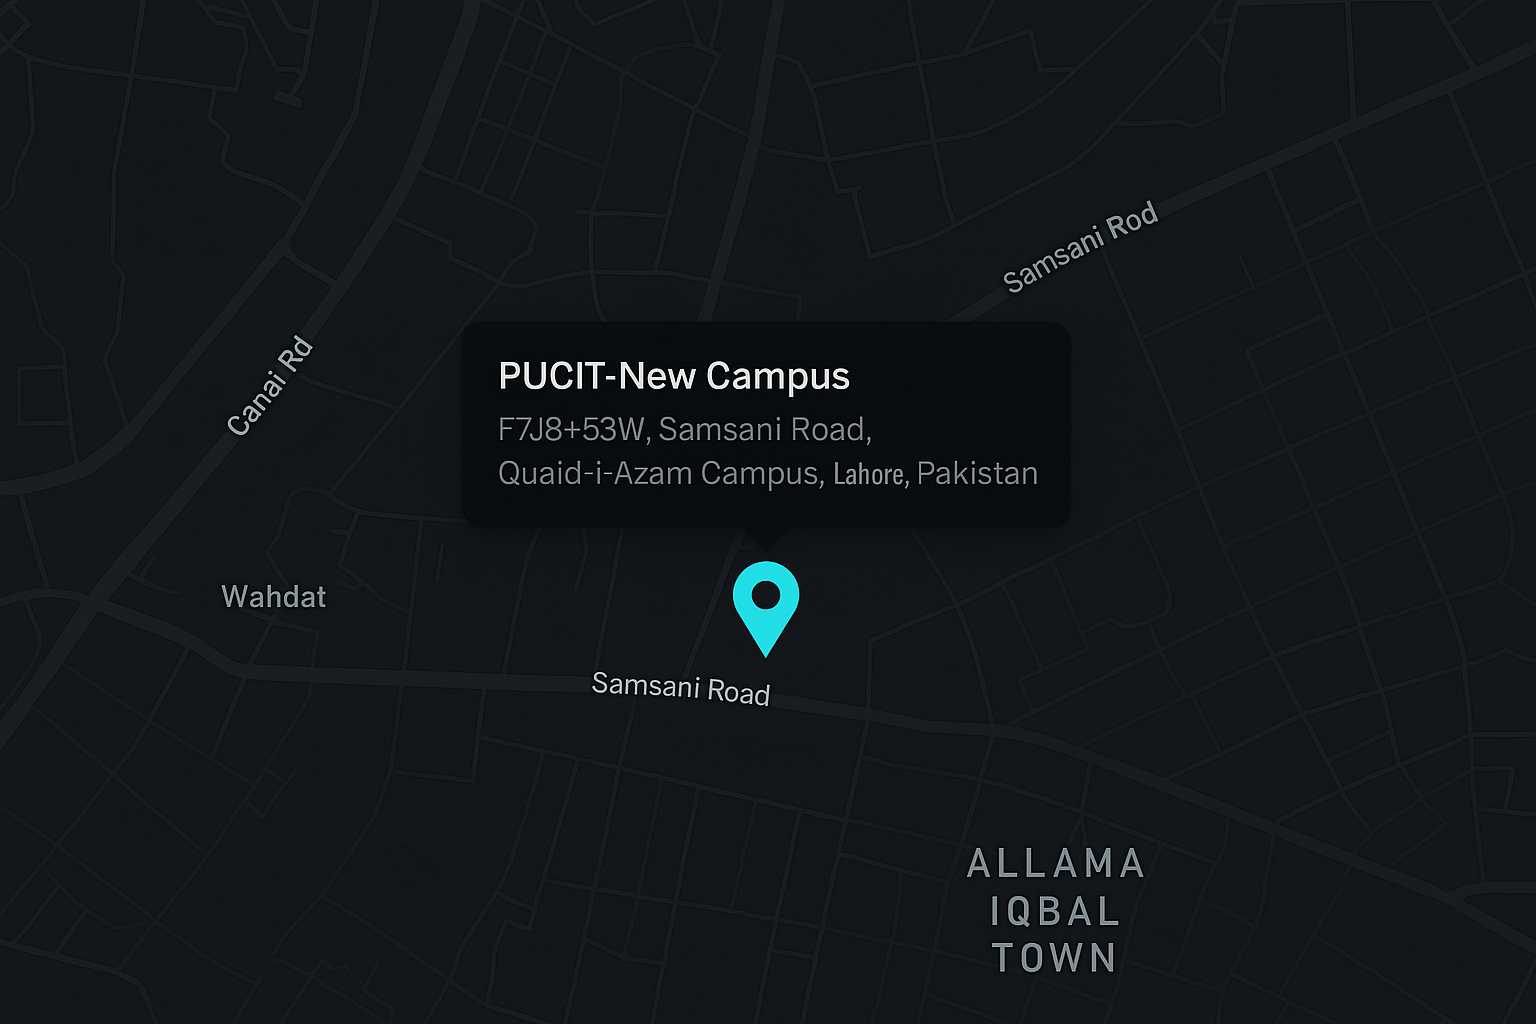 Samsani Rod
Canai Rd
PUCIT-New Campus
F7J8+53W, Samsani Road,
Quaid-i-Azam Campus, Lahore, Pakistan
Wahdat
Samsani Road
ALLAMA
IQBAL
TOWN